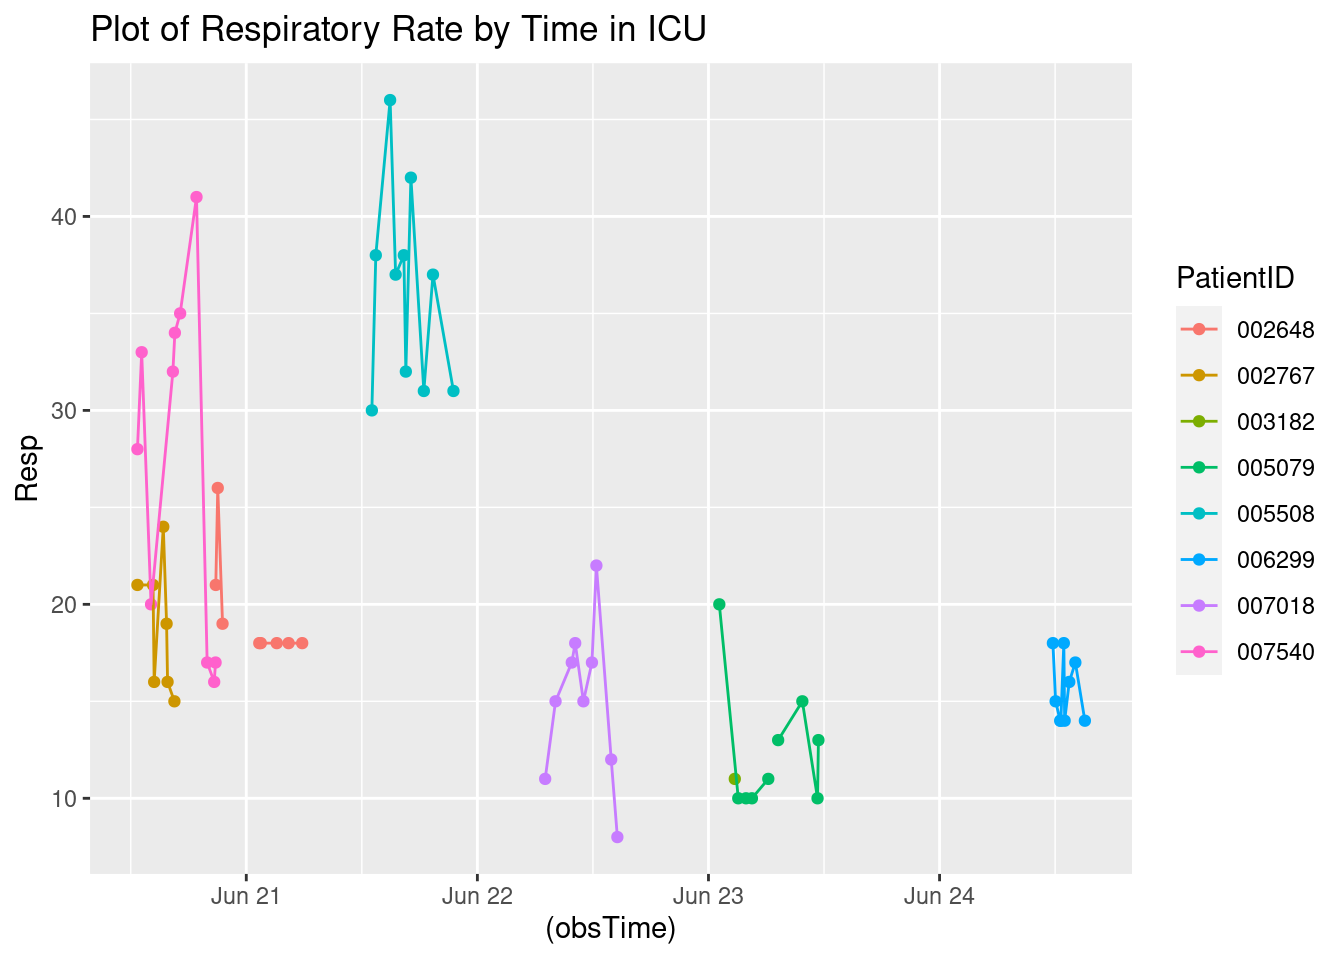 Plot of Respiratory Rate by Time in ICU
Resp
40
30
20
10
Jun 21
Jun 22
Jun 23
Jun 24
(obsTime)
PatientID
002648
002767
003182
005079
005508
006299
007018
007540